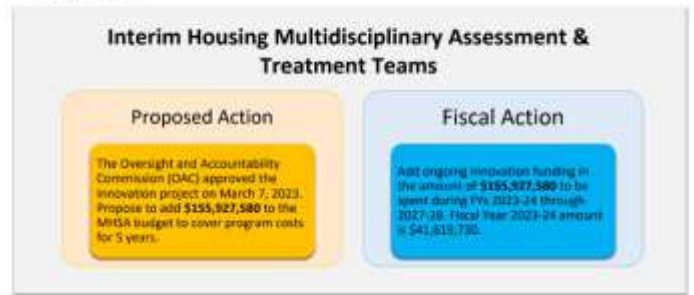 Interim Housing Multidisciplinary Assessment &
Treatment Teams
Proposed Action
The Oversight and Accountability
Commission (OAC) approved the
innovation project on March 7, 2023.
Propose to add $155,927,580 to the
MHSA budget to cover program costs
for 5 years.
Fiscal Action
Add ongoing Innovation funding in
the amount of $155,927,580 to be
spent during FYs 2023-24 through
2027-28. Fiscal Year 2023-24 amount
is $41,619,730.